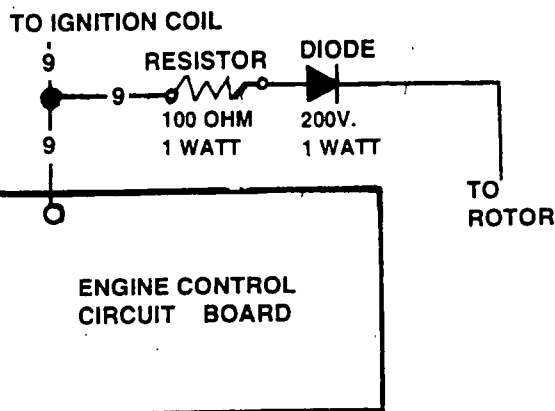 TO IGNITION COIL
9
RESISTOR
DIODE
9
100 OHM
1 WATT
200V.
1 WATT
9
TO
ROTOR
ENGINE CONTROL
CIRCUIT BOARD